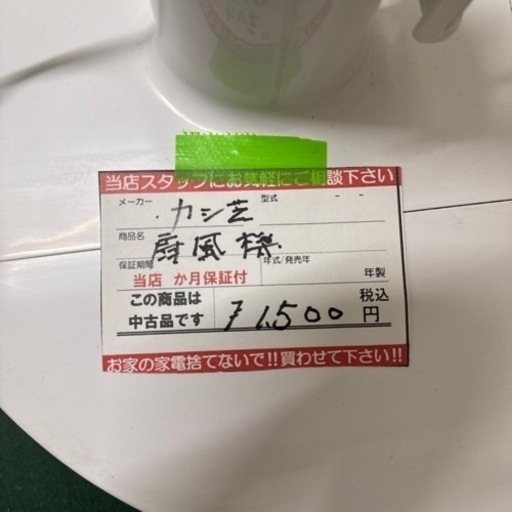 当店スタッフにお気軽にご相談下さい
メーカー カシ芝 型式 - -
商品名 扇風機
保証期間 当店 か月保証付 年式/発売年 年製
この商品は
中古品です ¥1,500 税込
円
お家の家電捨てないで!!買わせて下さい!!